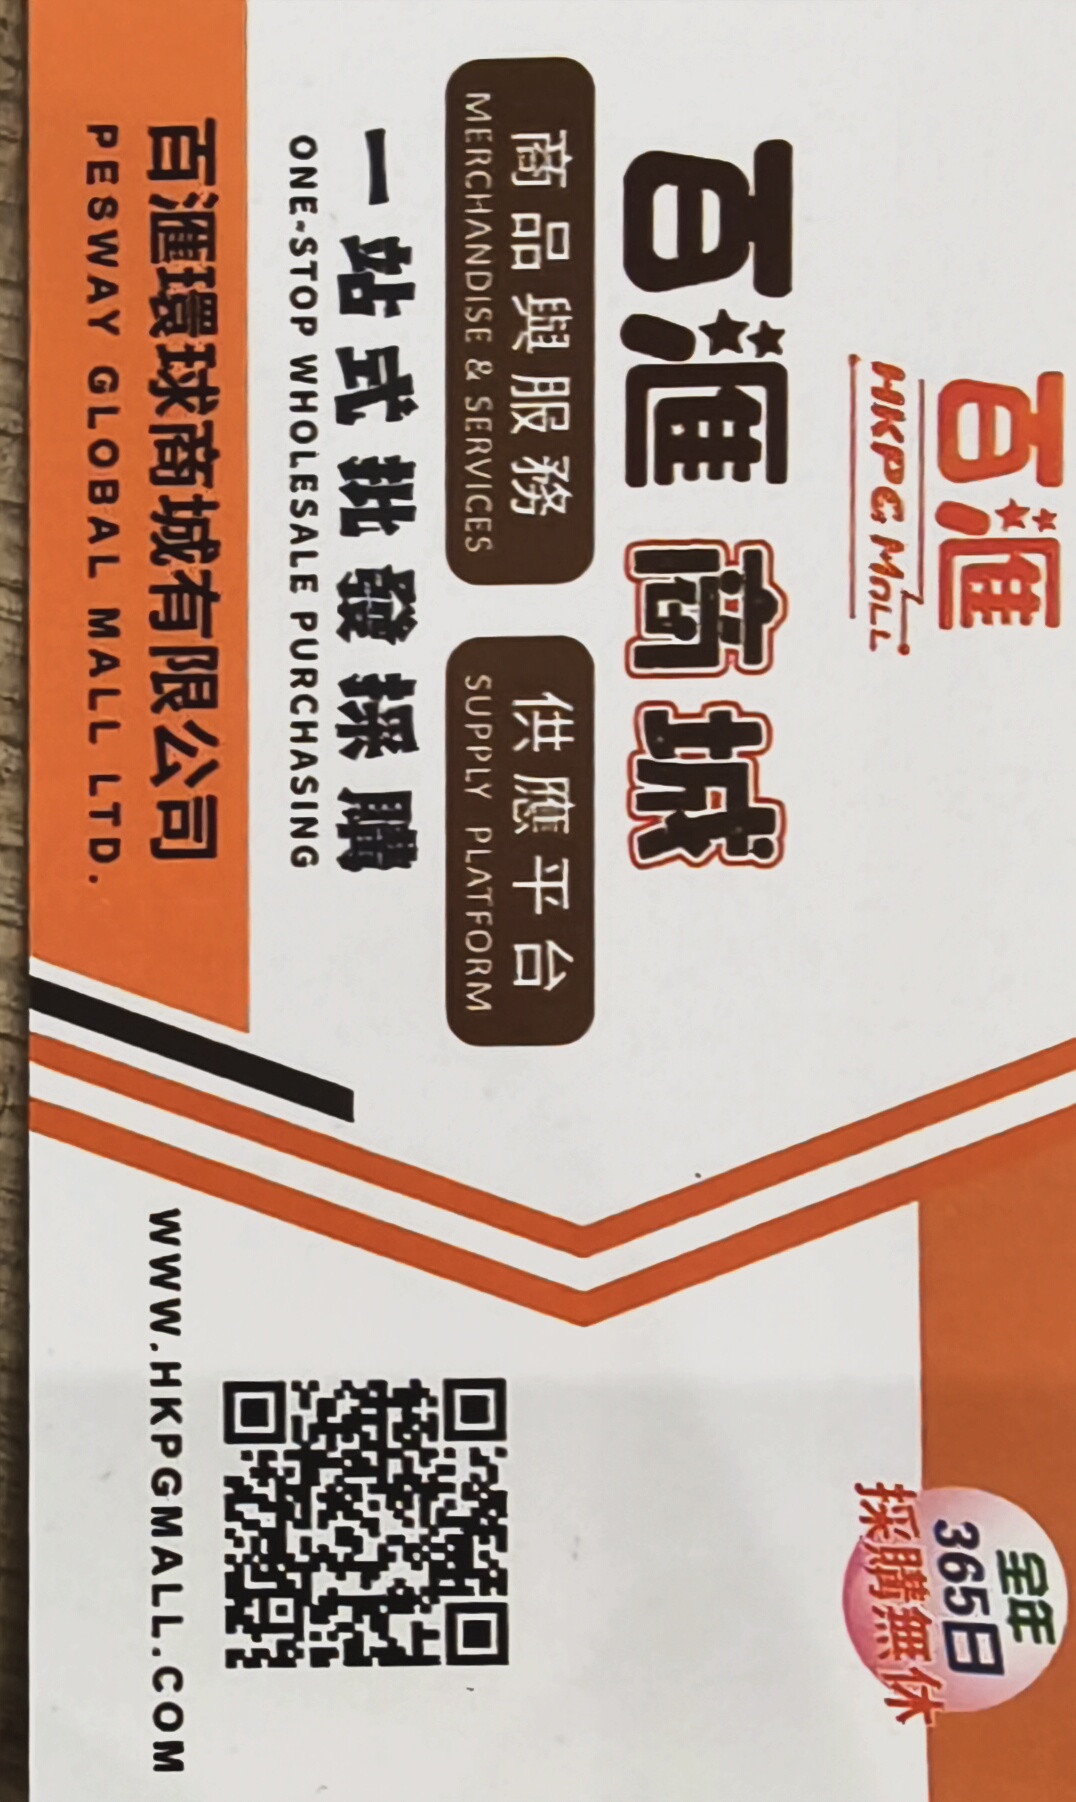 百滙
HKPG MALL
百滙商城
商品與服務
MERCHANDISE & SERVICES
供應平台
SUPPLY PLATFORM
一站式批發採購
ONE-STOP WHOLESALE PURCHASING
百滙環球商城有限公司
PESWAY GLOBAL MALL LTD.
全年
365日
採購無休
WWW.HKPGMALL.COM